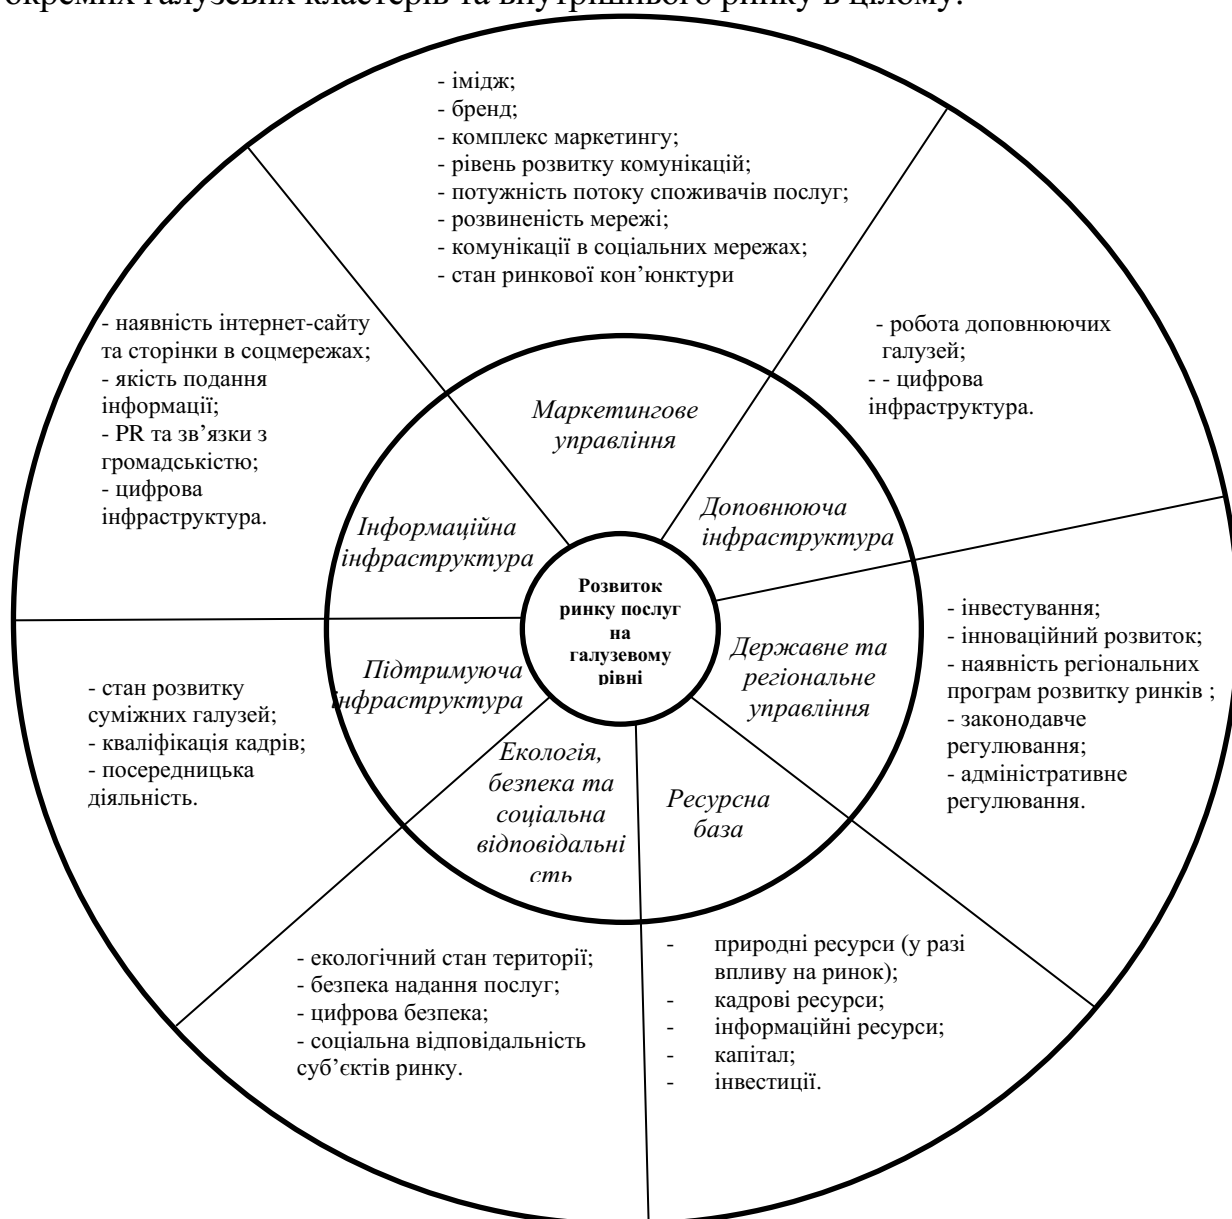 окремих галузевих кластерів та внутрішнього ринку в цілому.
- імідж;
- бренд;
- комплекс маркетингу;
- рівень розвитку комунікацій;
- потужність потоку споживачів послуг;
- розвиненість мережі;
- комунікації в соціальних мережах;
- стан ринкової кон’юнктури
- наявність інтернет-сайту
та сторінки в соцмережах;
- якість подання
інформації;
- PR та зв’язки з
громадськістю;
- цифрова
інфраструктура.
- робота доповнюючих
галузей;
- - цифрова
інфраструктура.
Маркетингове
управління
Інформаційна
інфраструктура
Доповнююча
інфраструктура
Розвиток
ринку послуг
на
галузевому
рівні
Підтримуюча
інфраструктура
Державне та
регіональне
управління
- інвестування;
- інноваційний розвиток;
- наявність регіональних
програм розвитку ринків ;
- законодавче
регулювання;
- адміністративне
регулювання.
- стан розвитку
суміжних галузей;
- кваліфікація кадрів;
- посередницька
діяльність.
Екологія,
безпека та
соціальна
відповідальні
сть
Ресурсна
база
- екологічний стан території;
- безпека надання послуг;
- цифрова безпека;
- соціальна відповідальність
суб’єктів ринку.
- природні ресурси (у разі
впливу на ринок);
- кадрові ресурси;
- інформаційні ресурси;
- капітал;
- інвестиції.